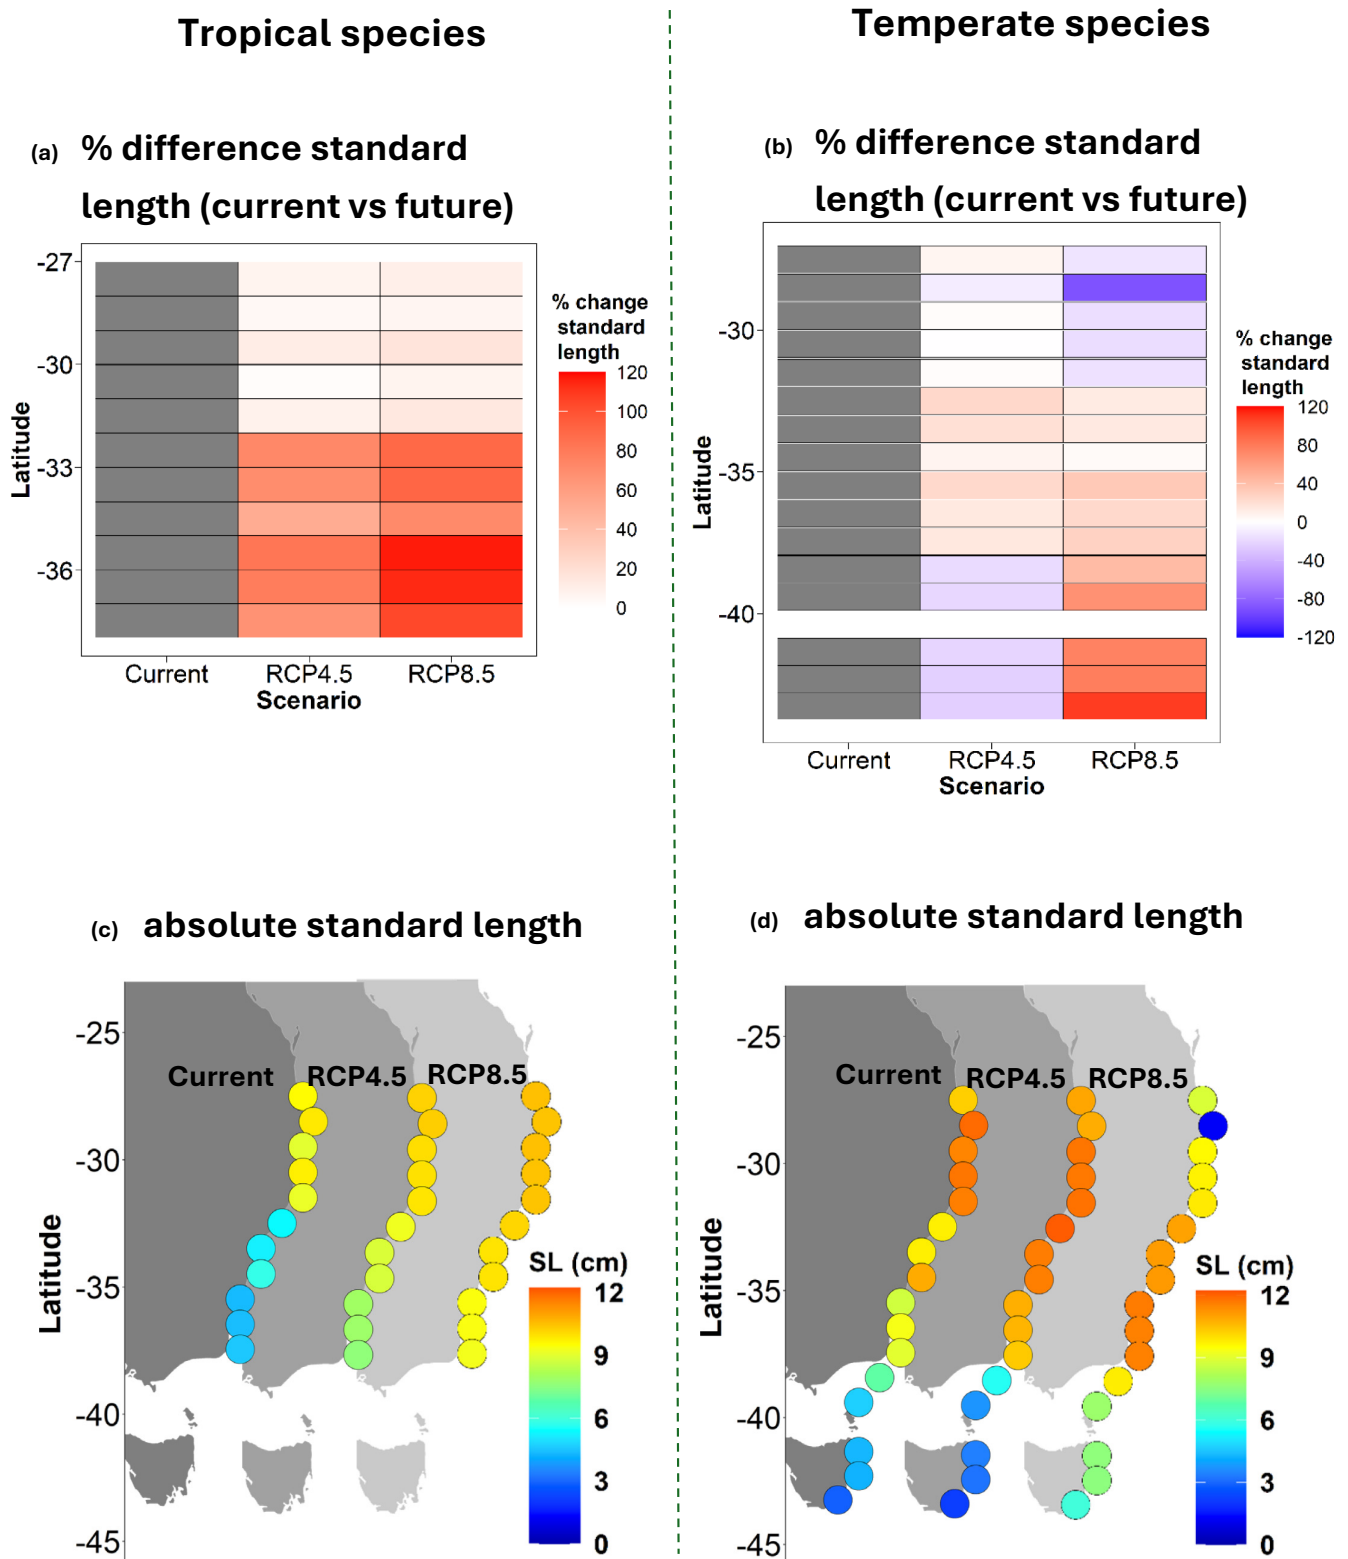 Tropical species
Temperate species
(a) % difference standard
length (current vs future)
-27
-30
-33
-36
Latitude
Current
RCP4.5
RCP8.5
Scenario
% change
standard
length
120
100
80
60
40
20
0
(b) % difference standard
length (current vs future)
-30
-35
-40
Latitude
Current
RCP4.5
RCP8.5
Scenario
% change
standard
length
120
80
40
0
-40
-80
-120
(c) absolute standard length
-25
-30
-35
-40
-45
Latitude
Current
RCP4.5
RCP8.5
SL (cm)
12
9
6
3
0
(d) absolute standard length
-25
-30
-35
-40
-45
Latitude
Current
RCP4.5
RCP8.5
SL (cm)
12
9
6
3
0